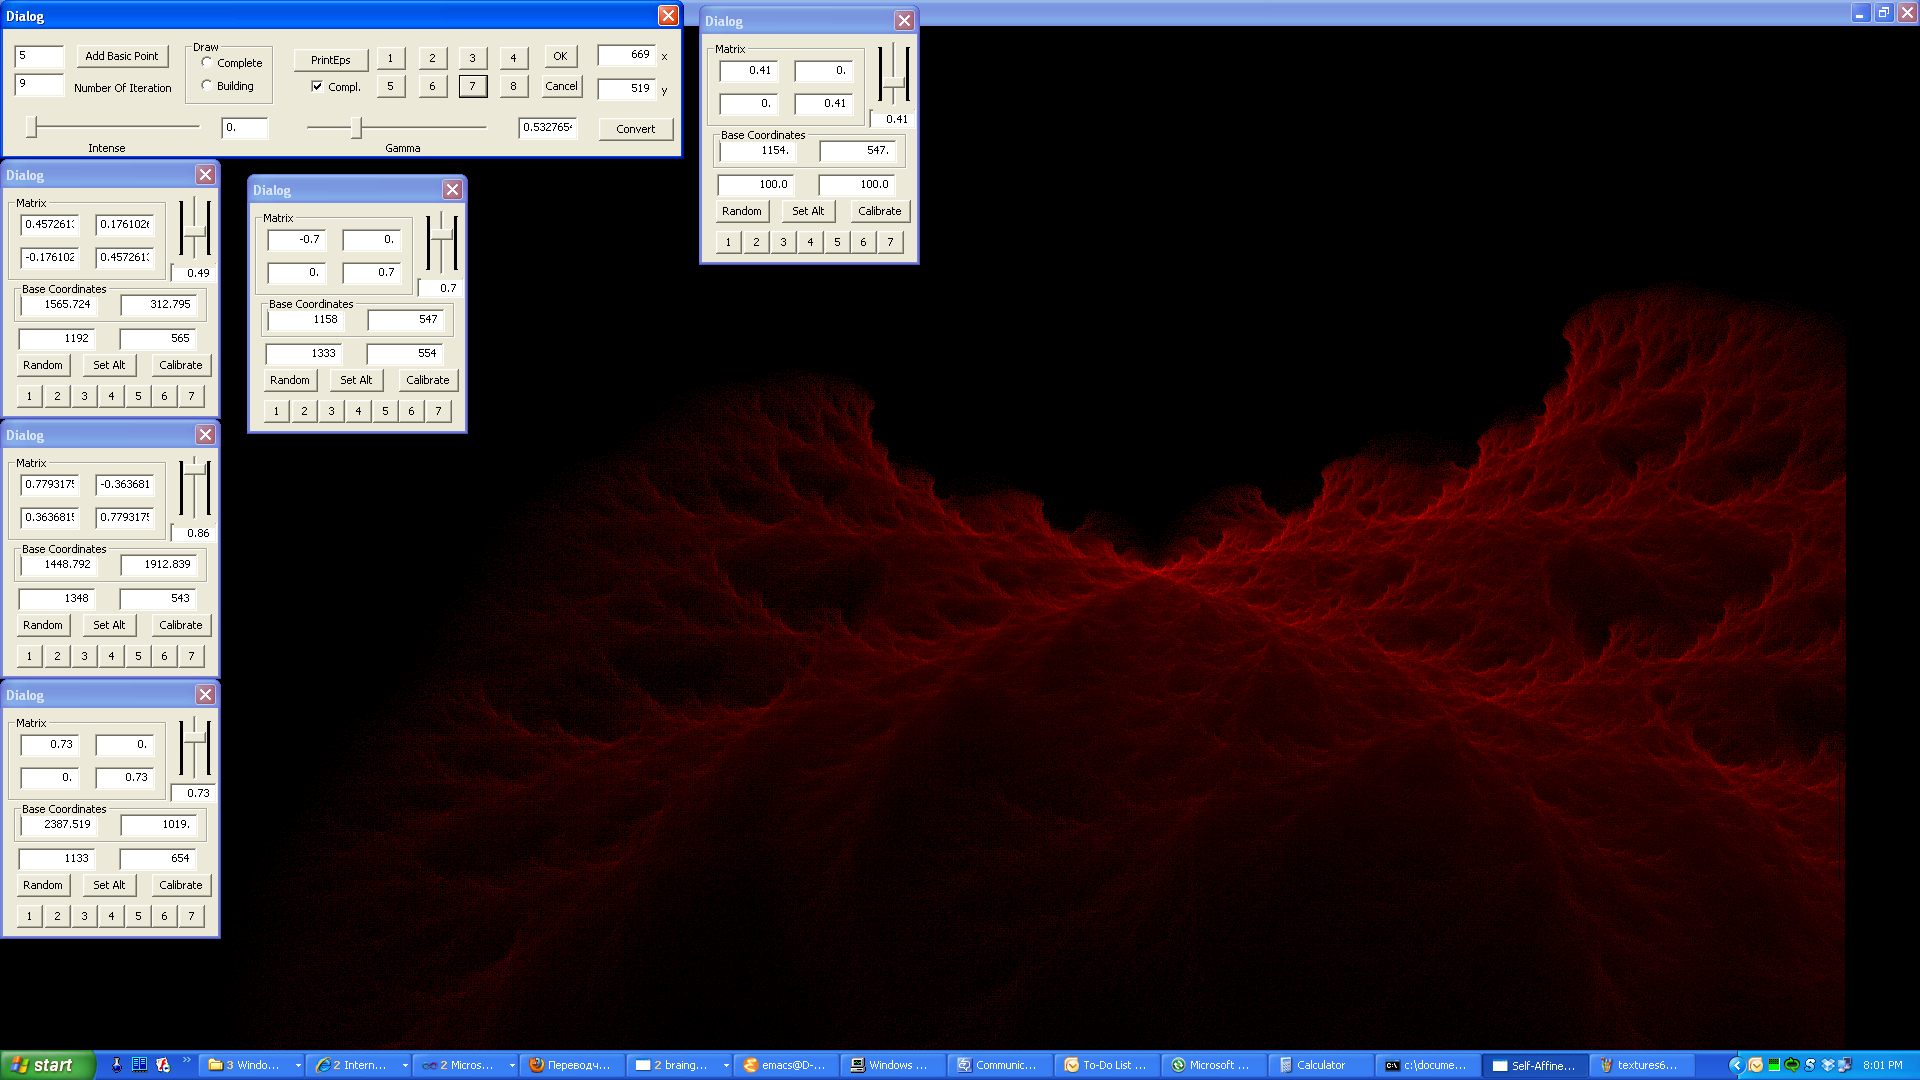 Dialog
5
Add Basic Point
9
Number Of Iteration
Draw
Complete
Building
PrintEps
Compl.
1 2 3 4
5 6 7 8
OK
Cancel
669 x
519 y
0.
Intense
0.532765
Gamma
Convert
Dialog
Matrix
0.41 0.
0. 0.41
0.41
Base Coordinates
1154. 547.
100.0 100.0
Random Set Alt Calibrate
1 2 3 4 5 6 7
Dialog
Matrix
0.457261 0.176102
-0.176102 0.457261
0.49
Base Coordinates
1565.724 312.795
1192 565
Random Set Alt Calibrate
1 2 3 4 5 6 7
Dialog
Matrix
-0.7 0.
0. 0.7
0.7
Base Coordinates
1158 547
1333 554
Random Set Alt Calibrate
1 2 3 4 5 6 7
Dialog
Matrix
0.779317 -0.363681
0.363681 0.779317
0.86
Base Coordinates
1448.792 1912.839
1348 543
Random Set Alt Calibrate
1 2 3 4 5 6 7
Dialog
Matrix
0.73 0.
0. 0.73
0.73
Base Coordinates
2387.519 1019.
1133 654
Random Set Alt Calibrate
1 2 3 4 5 6 7
start
3 Windo...
2 Intern...
2 Micros...
Переводч...
2 braing...
emacs@D-...
Windows ...
Communic...
To-Do List ...
Microsoft ...
Calculator
c:\docume...
Self-Affine...
textures6...
8:01 PM